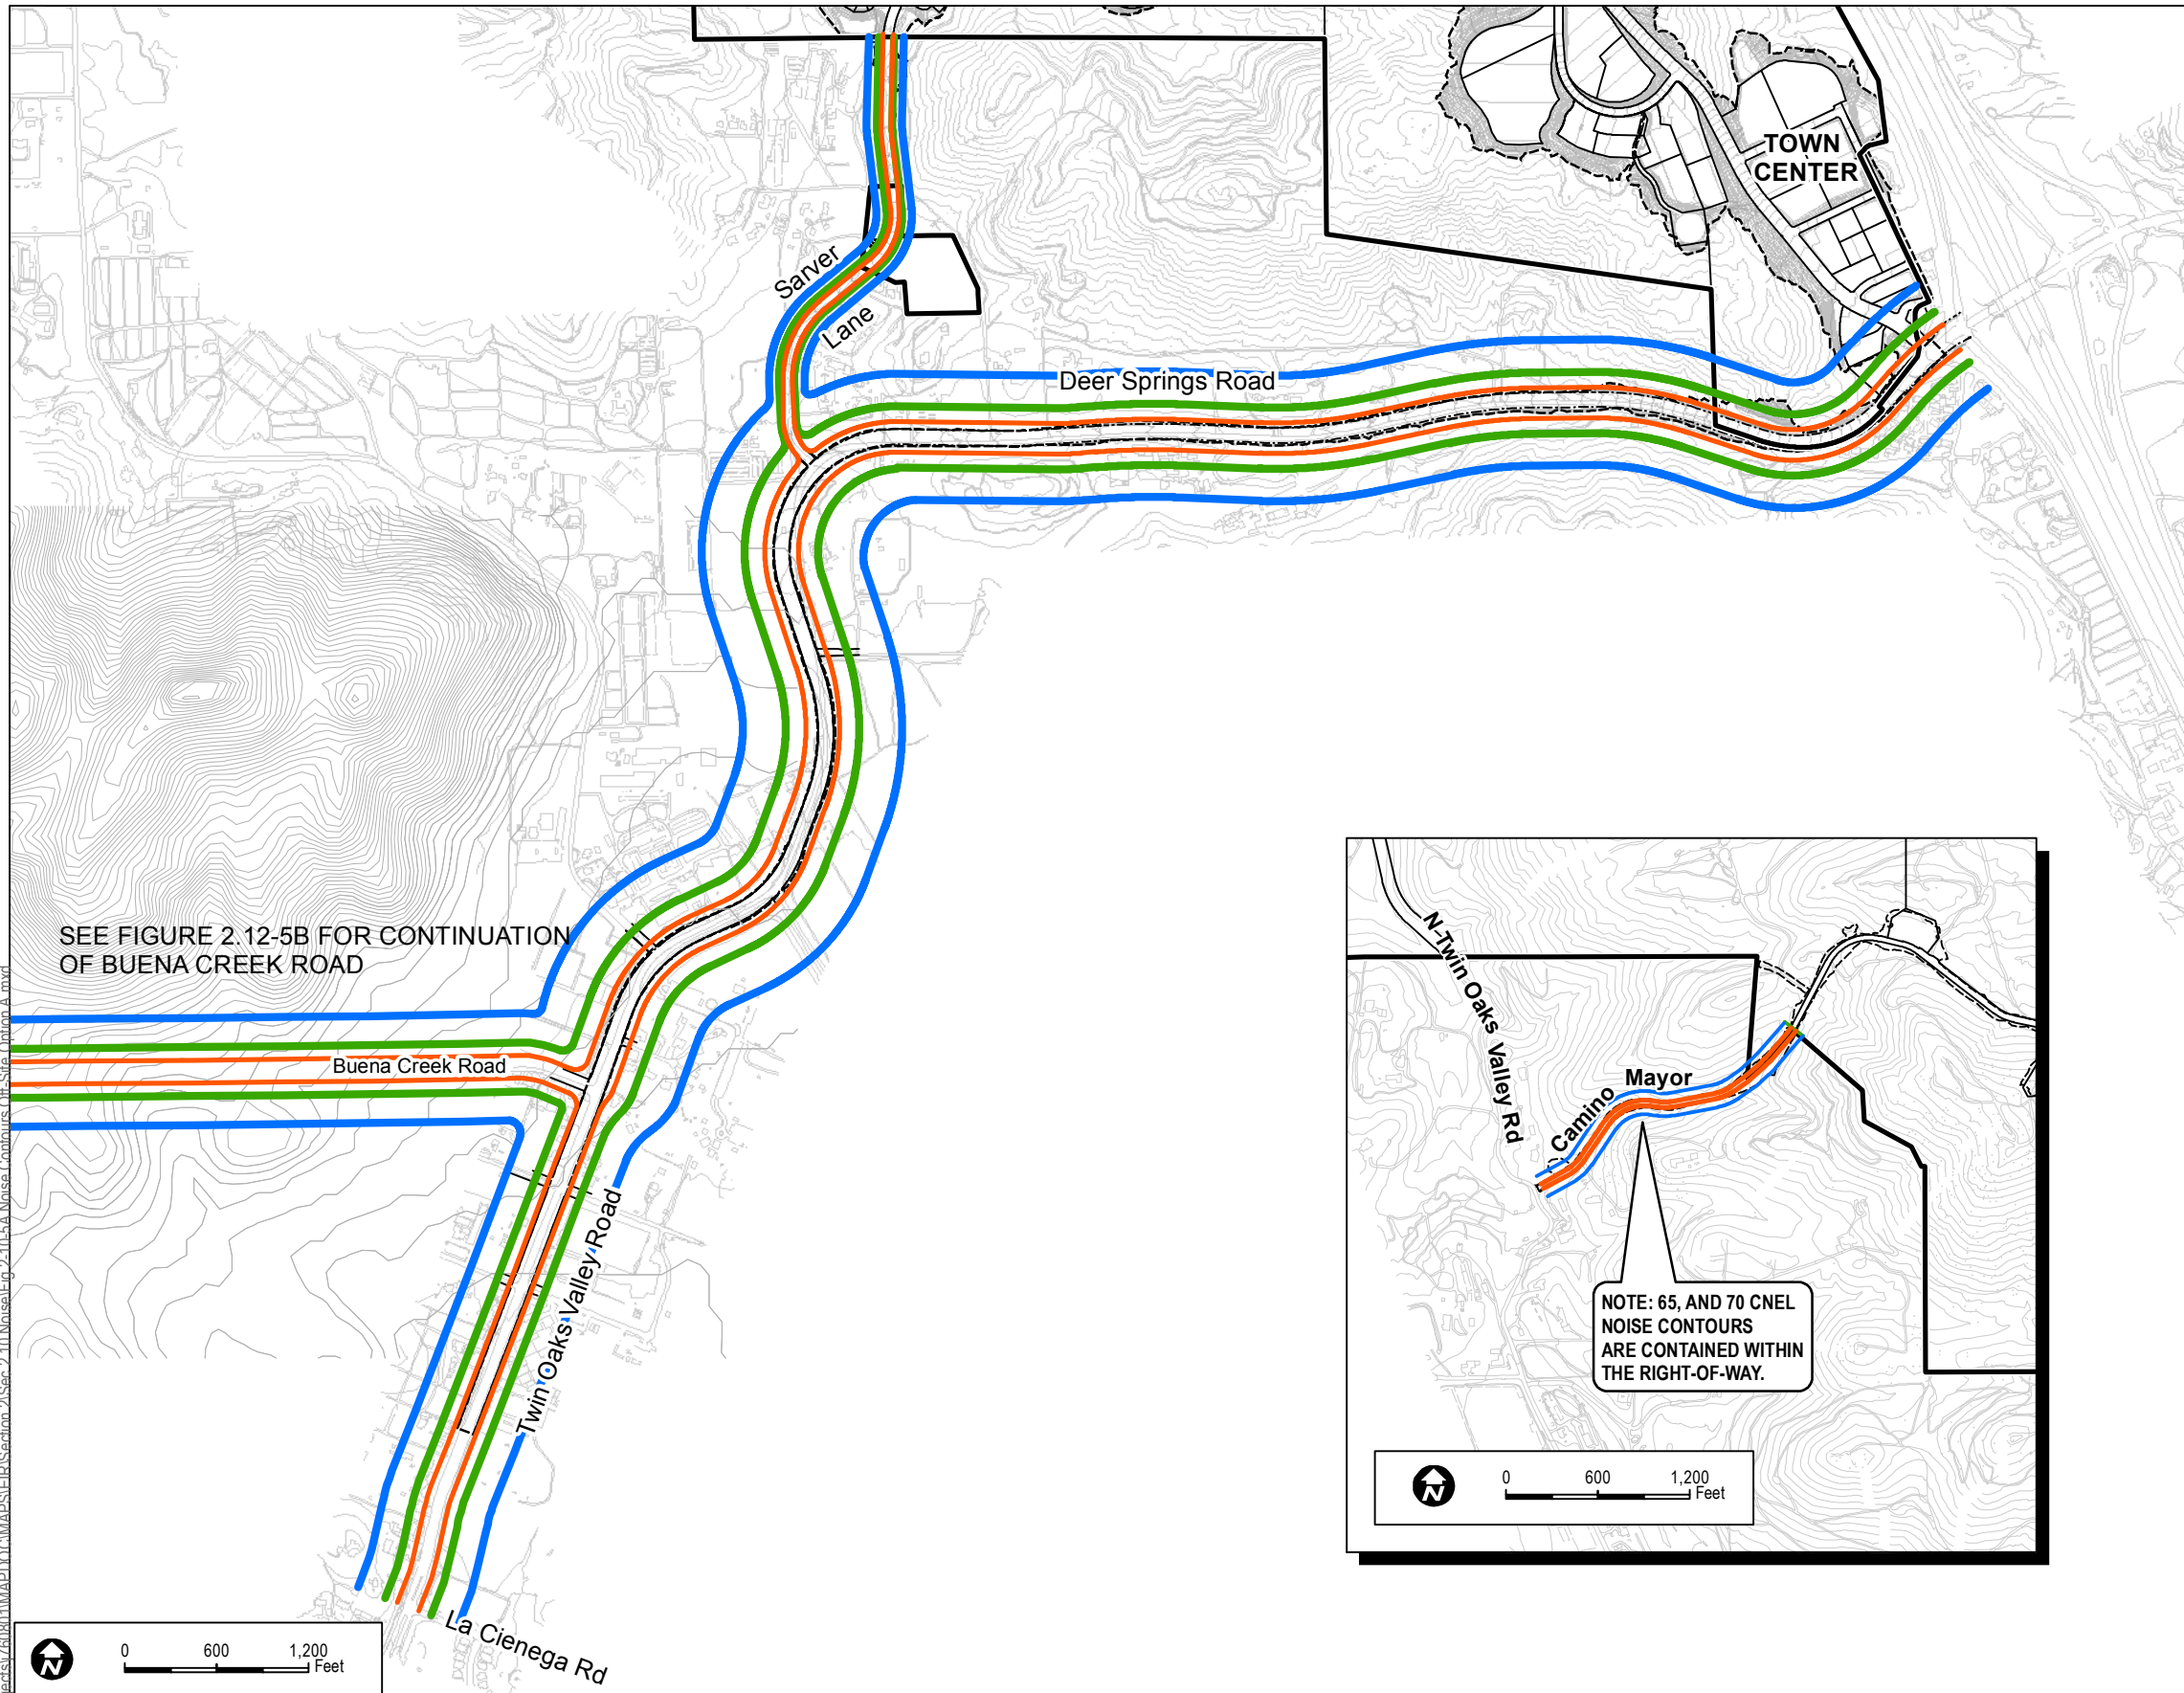 TOWN
CENTER
Sarver
Lane
Deer Springs Road
SEE FIGURE 2.12-5B FOR CONTINUATION
OF BUENA CREEK ROAD
Buena Creek Road
Twin Oaks Valley Road
La Cienega Rd
N
0 600 1,200
Feet
N-Twin Oaks Valley Rd
Camino
Mayor
NOTE: 65, AND 70 CNEL
NOISE CONTOURS
ARE CONTAINED WITHIN
THE RIGHT-OF-WAY.
N
0 600 1,200
Feet